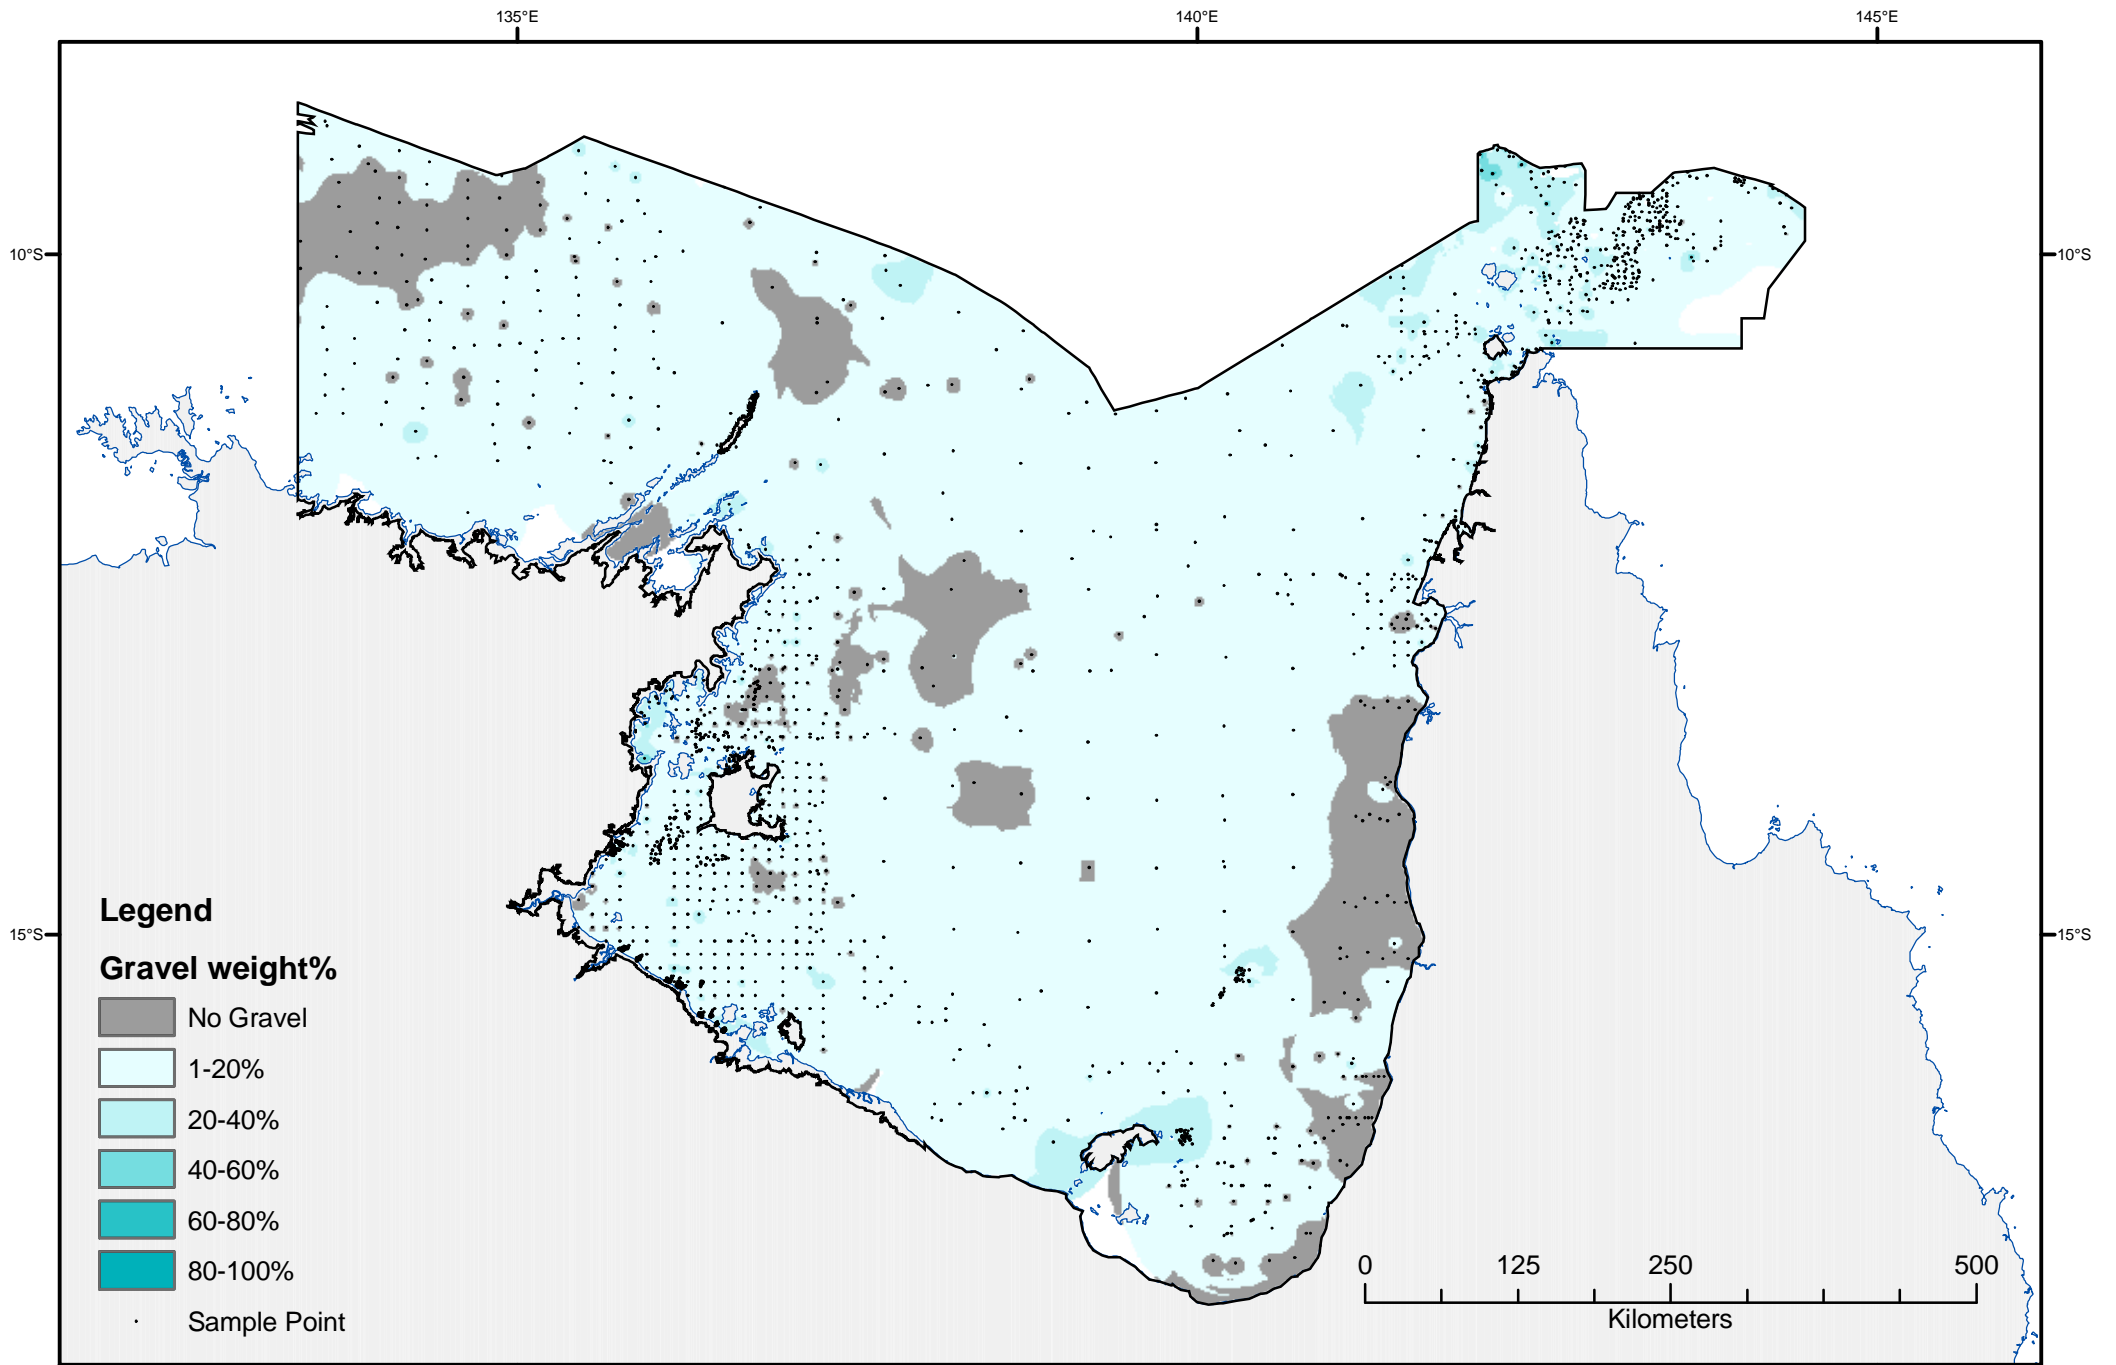 135°E
140°E
145°E
10°S
10°S
15°S
15°S
Legend
Gravel weight%
No Gravel
1-20%
20-40%
40-60%
60-80%
80-100%
Sample Point
0 125 250 500
Kilometers